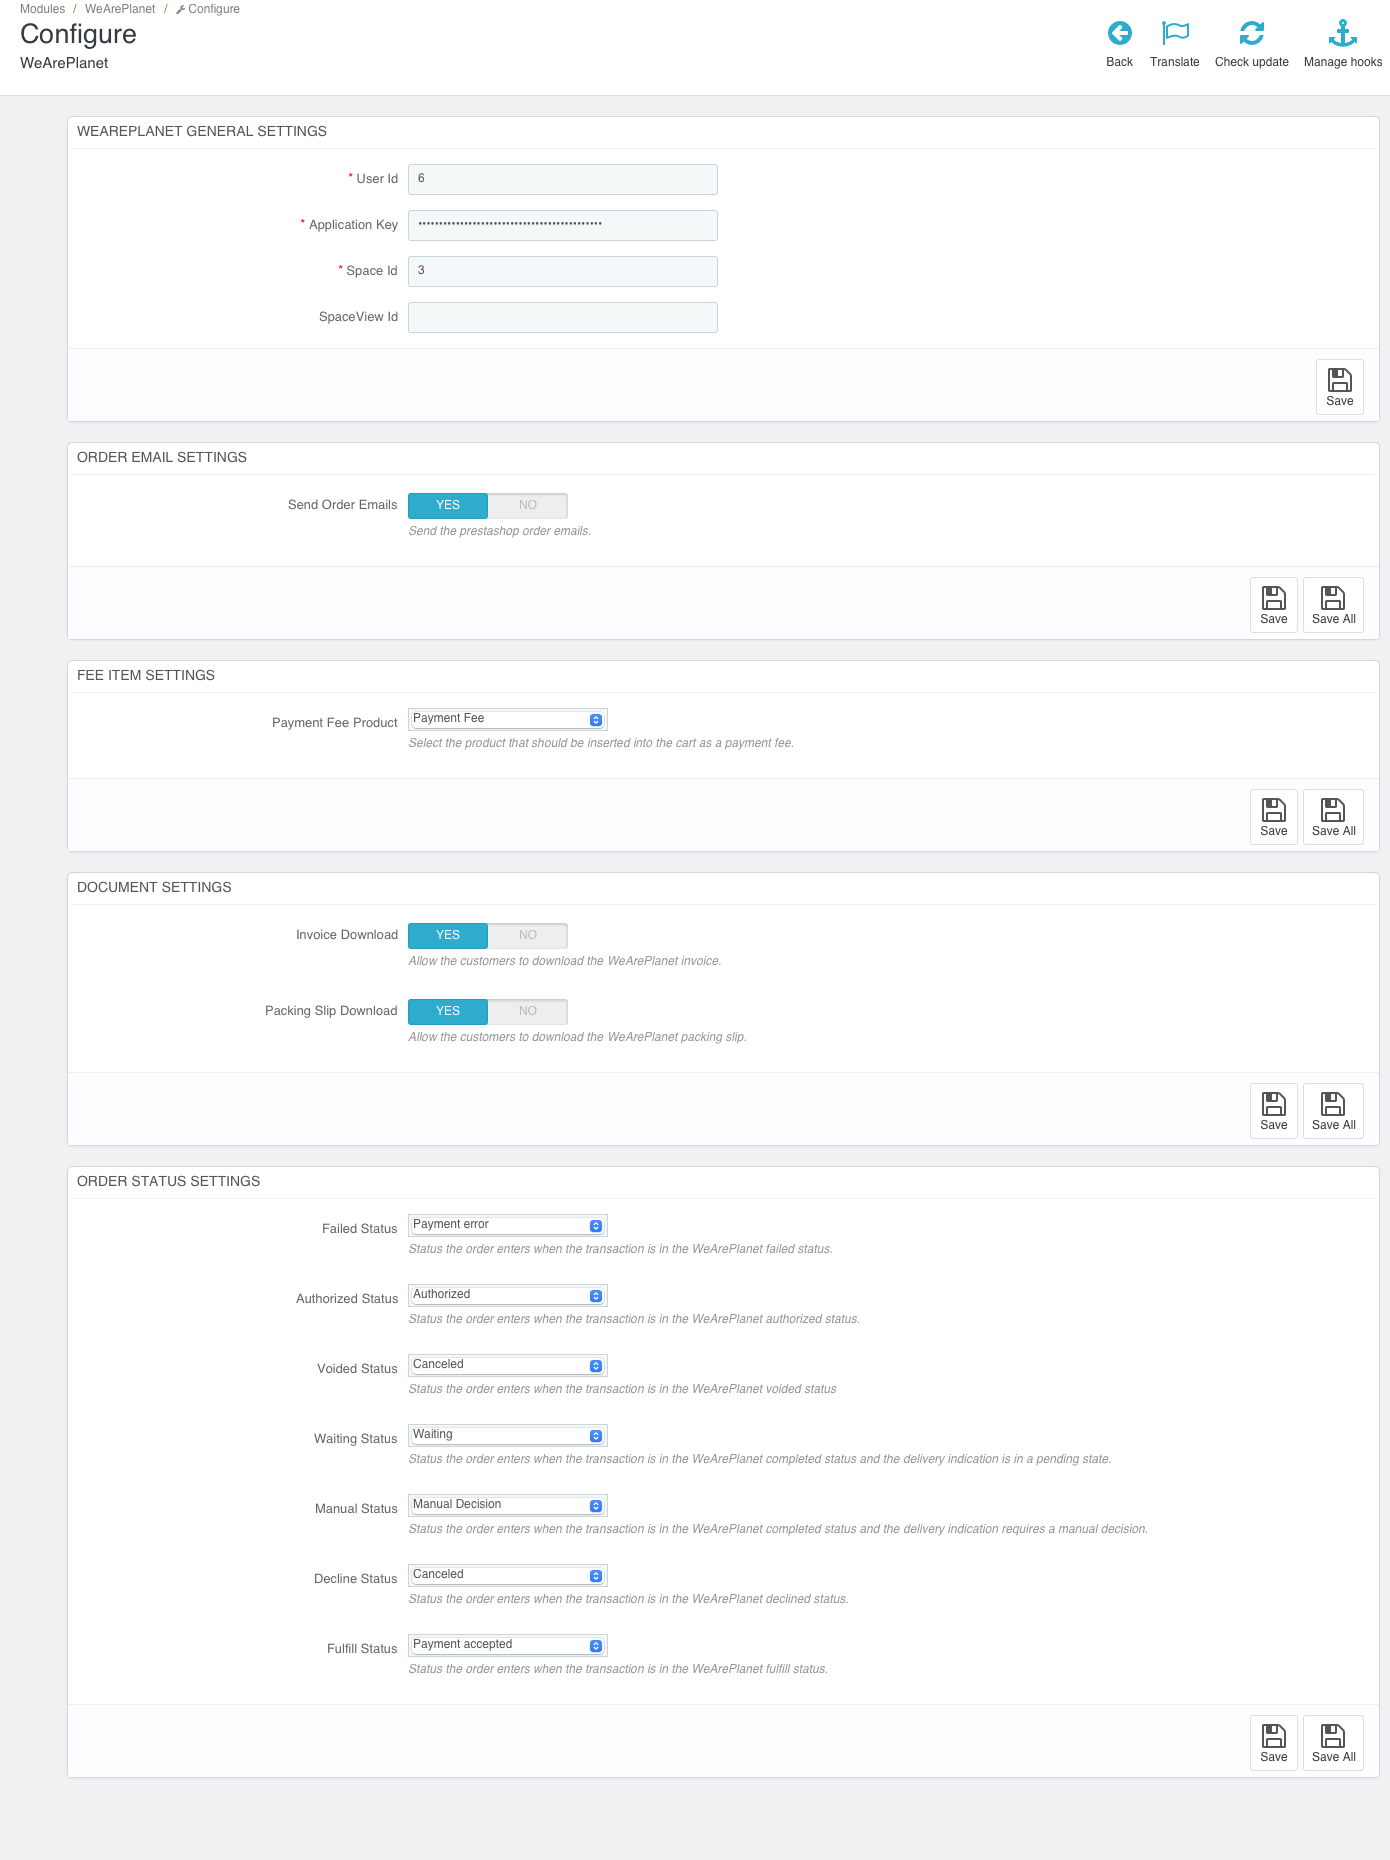 Modules / WeArePlanet / Configure
Configure
WeArePlanet
Back Translate Check update Manage hooks
WEAREPLANET GENERAL SETTINGS
* User Id 6
* Application Key ••••••••••••••••••••••••••••••••••••••••••••
* Space Id 3
SpaceView Id
Save
ORDER EMAIL SETTINGS
Send Order Emails YES NO
Send the prestashop order emails.
Save Save All
FEE ITEM SETTINGS
Payment Fee Product Payment Fee
Select the product that should be inserted into the cart as a payment fee.
Save Save All
DOCUMENT SETTINGS
Invoice Download YES NO
Allow the customers to download the WeArePlanet invoice.
Packing Slip Download YES NO
Allow the customers to download the WeArePlanet packing slip.
Save Save All
ORDER STATUS SETTINGS
Failed Status Payment error
Status the order enters when the transaction is in the WeArePlanet failed status.
Authorized Status Authorized
Status the order enters when the transaction is in the WeArePlanet authorized status.
Voided Status Canceled
Status the order enters when the transaction is in the WeArePlanet voided status
Waiting Status Waiting
Status the order enters when the transaction is in the WeArePlanet completed status and the delivery indication is in a pending state.
Manual Status Manual Decision
Status the order enters when the transaction is in the WeArePlanet completed status and the delivery indication requires a manual decision.
Decline Status Canceled
Status the order enters when the transaction is in the WeArePlanet declined status.
Fulfill Status Payment accepted
Status the order enters when the transaction is in the WeArePlanet fulfill status.
Save Save All